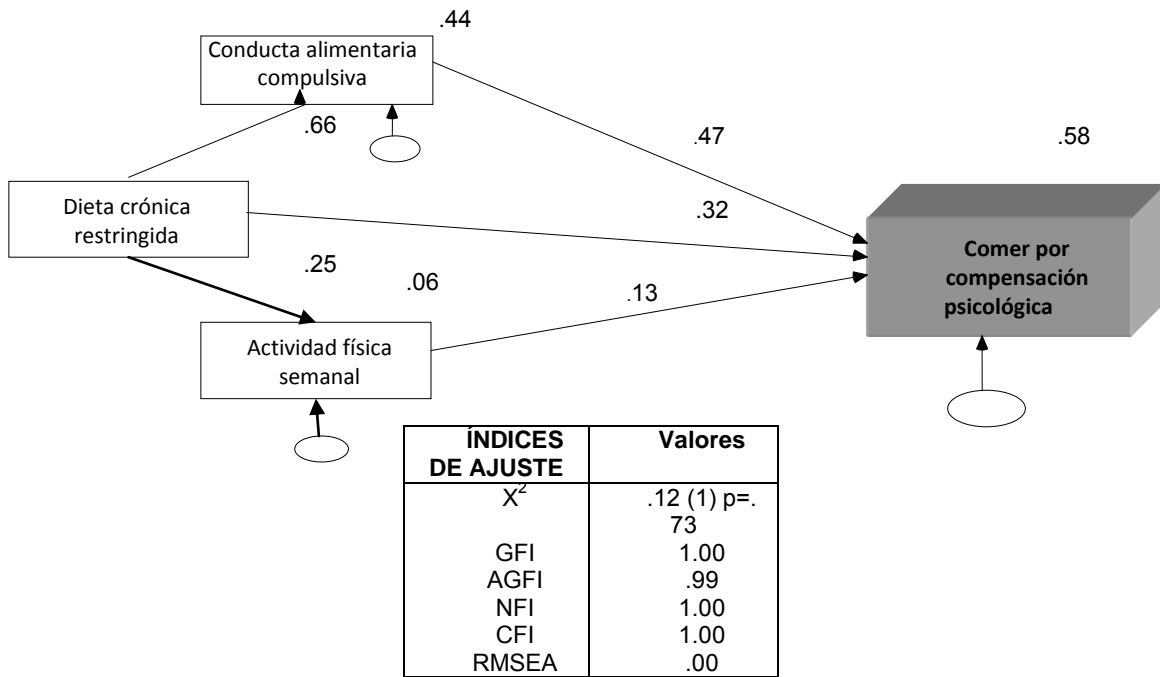 .44
Conducta alimentaria
compulsiva
.66
.47
.58
Dieta crónica
restringida
.32
.25
.06
.13
Comer por
compensación
psicológica
Actividad física
semanal
ÍNDICES
DE AJUSTE
Valores
X²
.12 (1) p=.
73
GFI
1.00
AGFI
.99
NFI
1.00
CFI
1.00
RMSEA
.00